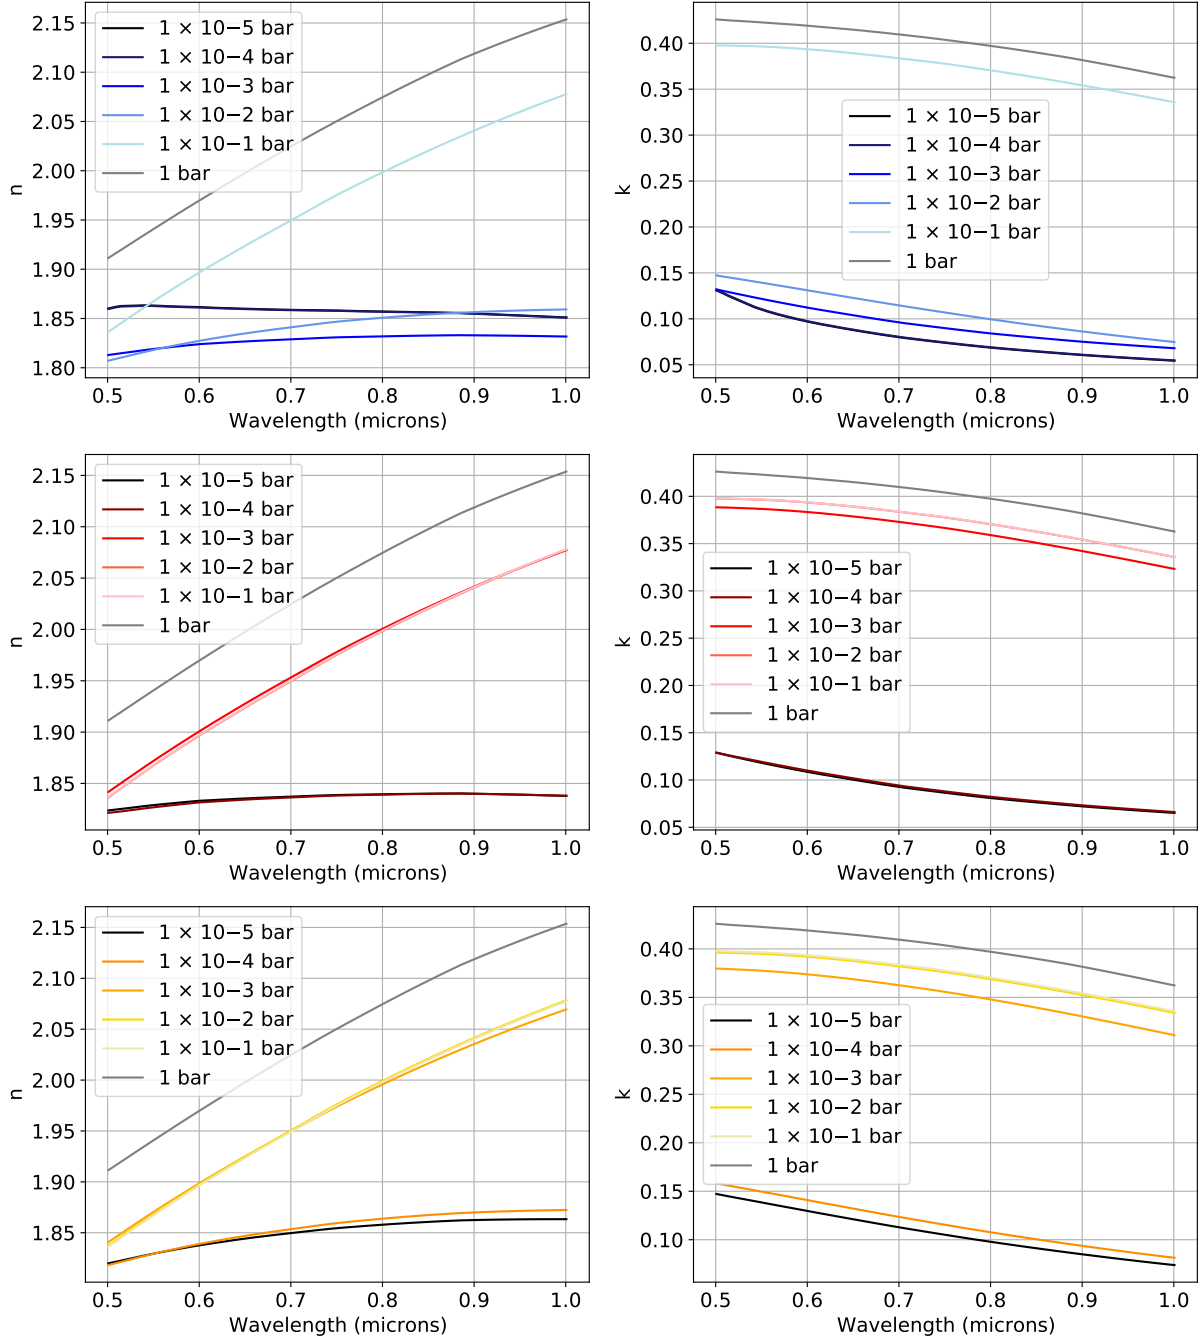 2.15
2.10
2.05
2.00
1.95
1.90
1.85
1.80
n
1 × 10−5 bar
1 × 10−4 bar
1 × 10−3 bar
1 × 10−2 bar
1 × 10−1 bar
1 bar
0.5 0.6 0.7 0.8 0.9 1.0
Wavelength (microns)
0.40
0.35
0.30
0.25
0.20
0.15
0.10
0.05
k
1 × 10−5 bar
1 × 10−4 bar
1 × 10−3 bar
1 × 10−2 bar
1 × 10−1 bar
1 bar
0.5 0.6 0.7 0.8 0.9 1.0
Wavelength (microns)
2.15
2.10
2.05
2.00
1.95
1.90
1.85
n
1 × 10−5 bar
1 × 10−4 bar
1 × 10−3 bar
1 × 10−2 bar
1 × 10−1 bar
1 bar
0.5 0.6 0.7 0.8 0.9 1.0
Wavelength (microns)
0.40
0.35
0.30
0.25
0.20
0.15
0.10
0.05
k
1 × 10−5 bar
1 × 10−4 bar
1 × 10−3 bar
1 × 10−2 bar
1 × 10−1 bar
1 bar
0.5 0.6 0.7 0.8 0.9 1.0
Wavelength (microns)
2.15
2.10
2.05
2.00
1.95
1.90
1.85
n
1 × 10−5 bar
1 × 10−4 bar
1 × 10−3 bar
1 × 10−2 bar
1 × 10−1 bar
1 bar
0.5 0.6 0.7 0.8 0.9 1.0
Wavelength (microns)
0.40
0.35
0.30
0.25
0.20
0.15
0.10
k
1 × 10−5 bar
1 × 10−4 bar
1 × 10−3 bar
1 × 10−2 bar
1 × 10−1 bar
1 bar
0.5 0.6 0.7 0.8 0.9 1.0
Wavelength (microns)